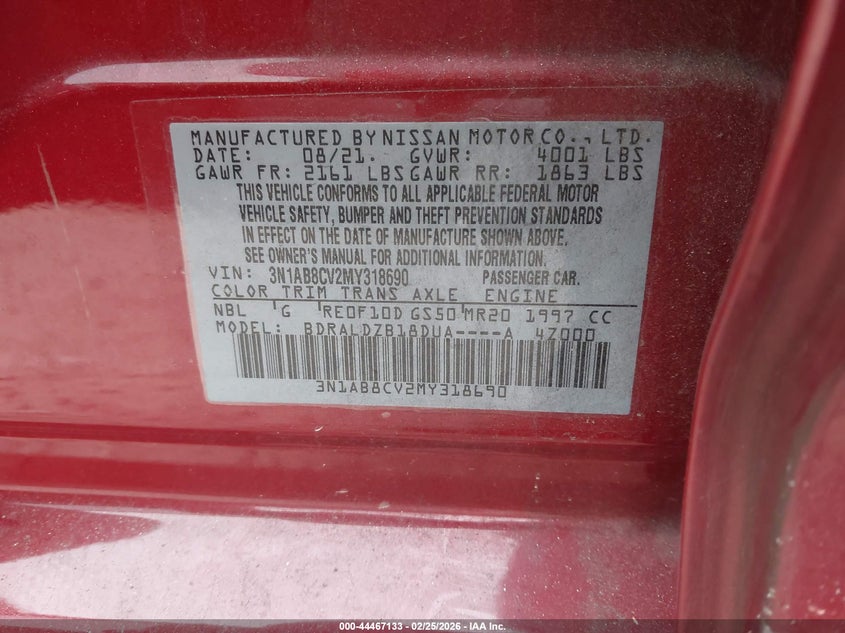 MANUFACTURED BY NISSAN MOTOR CO., LTD.
DATE: 08/21. GVWR: 4001 LBS
GAWR FR: 2161 LBS GAWR RR: 1863 LBS
THIS VEHICLE CONFORMS TO ALL APPLICABLE FEDERAL MOTOR
VEHICLE SAFETY, BUMPER AND THEFT PREVENTION STANDARDS
IN EFFECT ON THE DATE OF MANUFACTURE SHOWN ABOVE.
SEE OWNER'S MANUAL FOR ADDITIONAL INFORMATION.
VIN: 3N1AB8CV2MY318690 PASSENGER CAR.
COLOR TRIM TRANS AXLE ENGINE
NBL G RE0F10D GS50 MR20 1997 CC
MODEL: BDRALDZB18DUA----A 4Z000
3N1AB8CV2MY318690
000-44467133 | 02/25/2026 - IAA Inc.